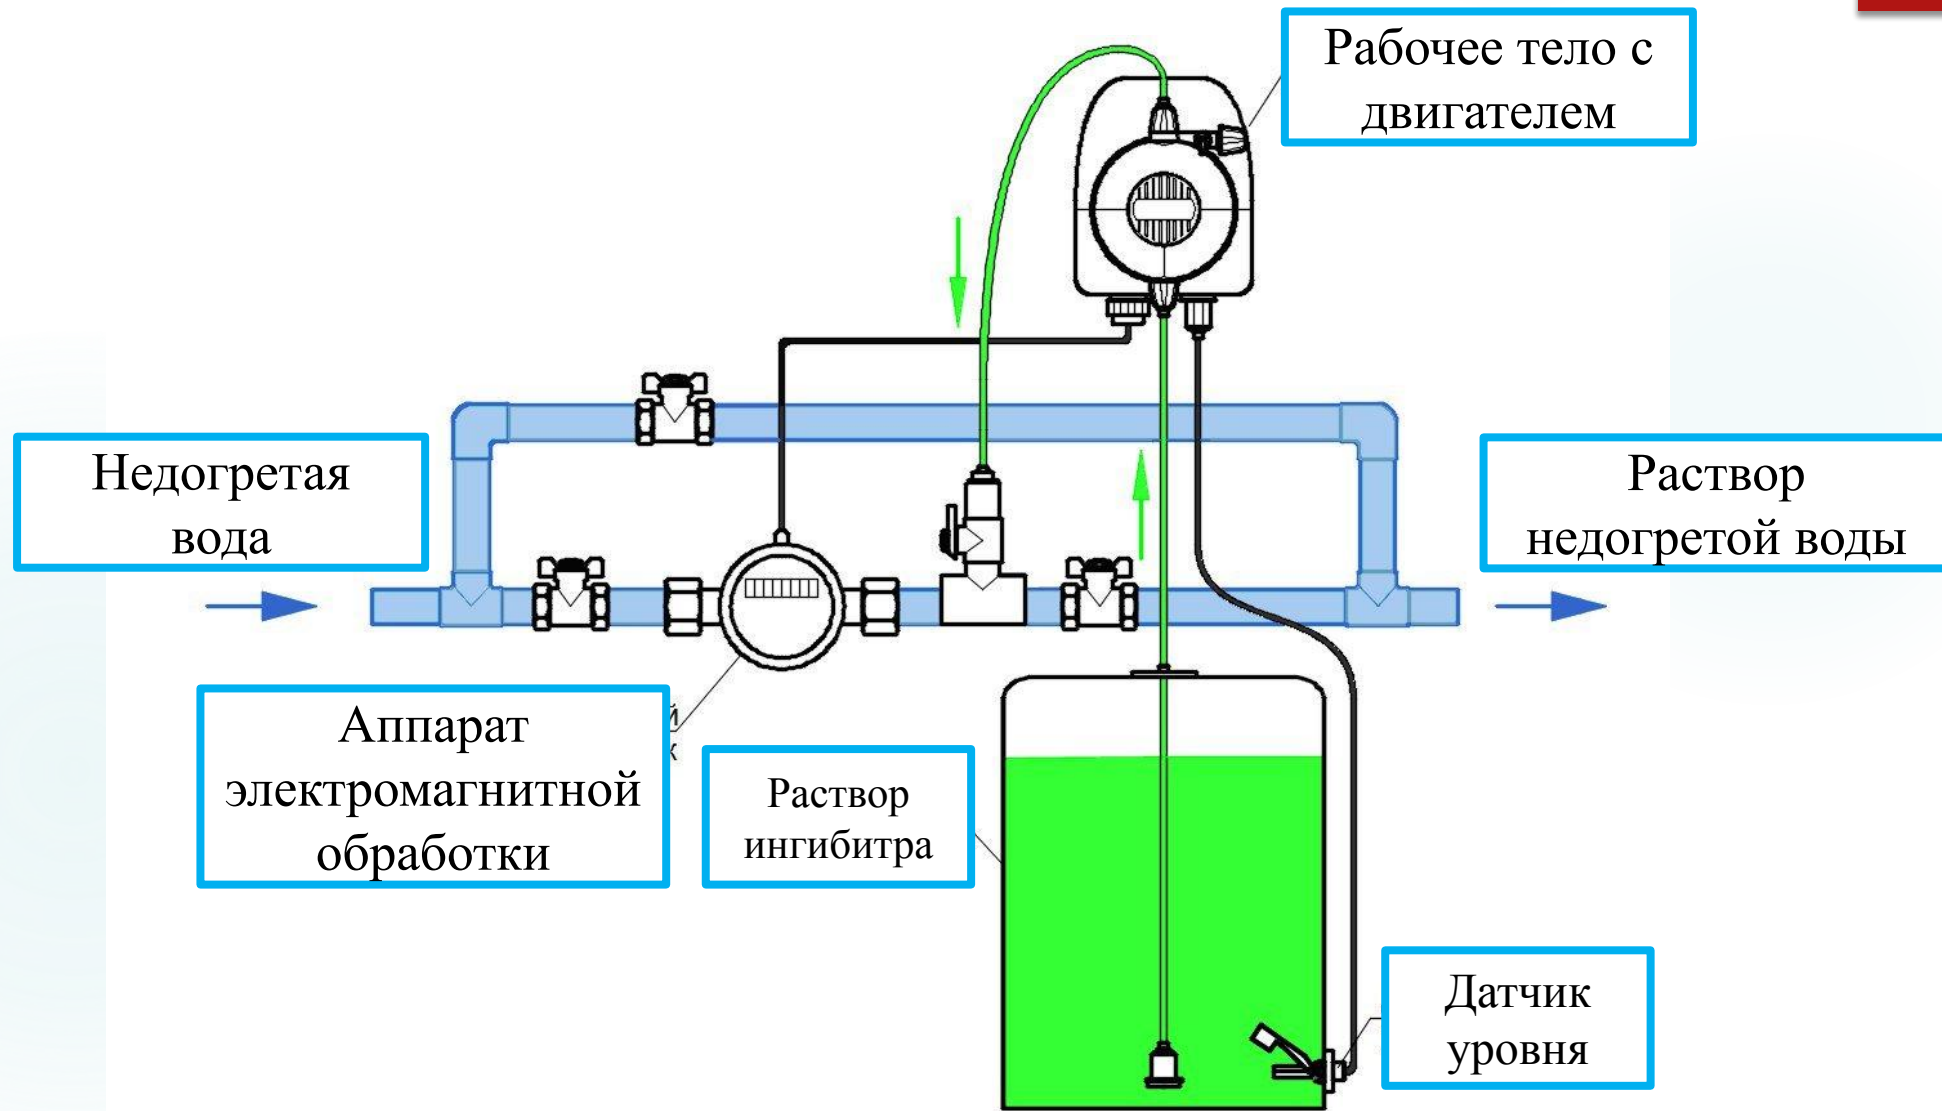 Рабочее тело с
двигателем
Недогретая
вода
Раствор
недогретой воды
Аппарат
электромагнитной
обработки
й
к
Раствор
ингибитра
Датчик
уровня